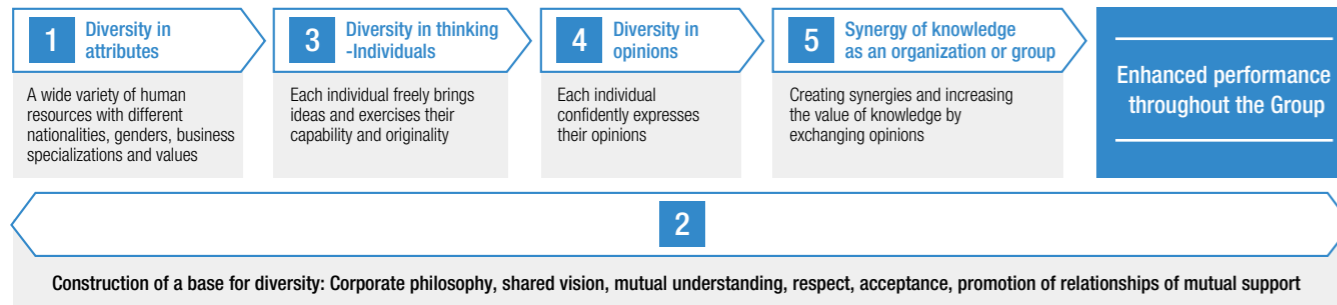 1
Diversity in
attributes
A wide variety of human
resources with different
nationalities, genders, business
specializations and values
3
Diversity in thinking
-Individuals
Each individual freely brings
ideas and exercises their
capability and originality
4
Diversity in
opinions
Each individual
confidently expresses
their opinions
5
Synergy of knowledge
as an organization or group
Creating synergies and increasing
the value of knowledge by
exchanging opinions
Enhanced performance
throughout the Group
2
Construction of a base for diversity: Corporate philosophy, shared vision, mutual understanding, respect, acceptance, promotion of relationships of mutual support